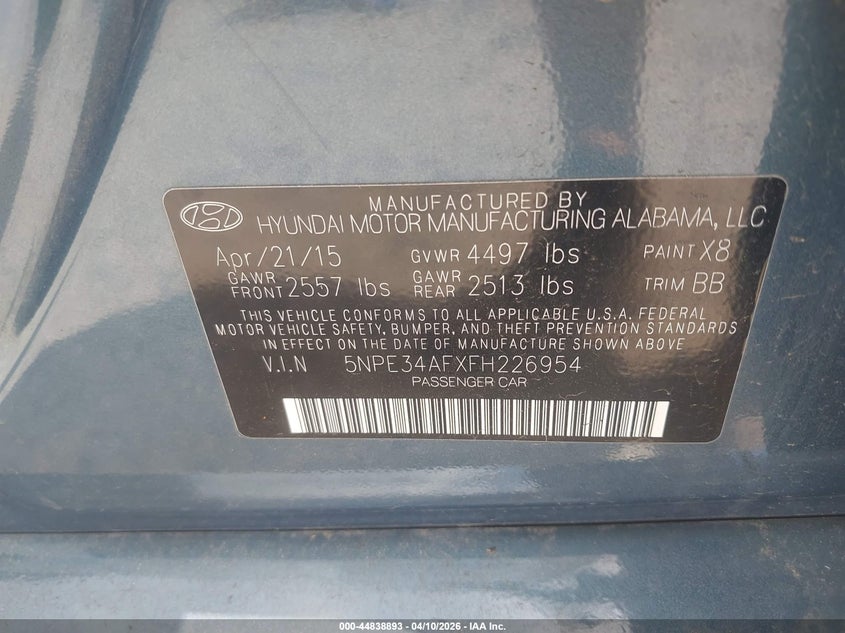 MANUFACTURED BY
HYUNDAI MOTOR MANUFACTURING ALABAMA, LLC
Apr/21/15 GVWR 4497 lbs PAINT X8
GAWR FRONT 2557 lbs GAWR REAR 2513 lbs TRIM BB
THIS VEHICLE CONFORMS TO ALL APPLICABLE U.S.A. FEDERAL
MOTOR VEHICLE SAFETY, BUMPER, AND THEFT PREVENTION STANDARDS
IN EFFECT ON THE DATE OF MANUFACTURE SHOWN ABOVE
V.I.N 5NPE34AFXFH226954
PASSENGER CAR
000-44838893 - 04/10/2026 - IAA Inc.